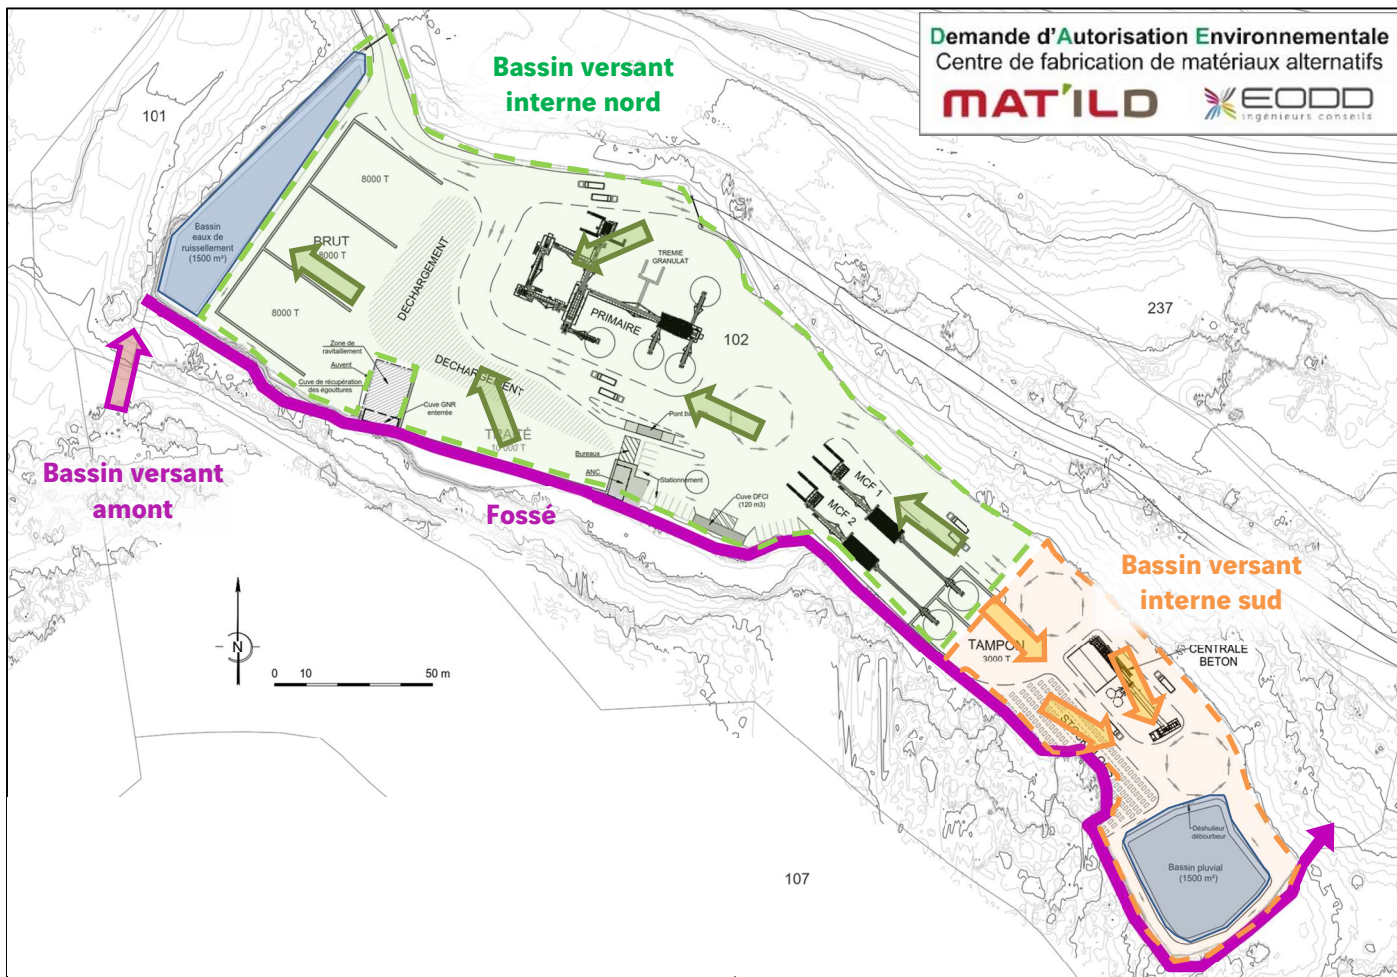 Demande d'Autorisation Environnementale
Centre de fabrication de matériaux alternatifs
MAT'ILD
EODD
ingénieurs conseils
Bassin versant
interne nord
101
8000 T
Bassin
eaux de
ruissellement
(1500 m²)
BRUT
8000 T
8000 T
DECHARGEMENT
TREMIE
GRANULAT
PRIMAIRE
102
237
Zone de
ravitaillement
Auvent
Cuve de récupération
des égouttures
Cuve GNR
enterrée
DECHARGEMENT
TRAITÉ
10 000 T
Bureaux
ANC
Stationnement
Cuve DFCI
(120 m3)
MCF 1
MCF 2
Bassin versant
amont
Fossé
Bassin versant
interne sud
TAMPON
3000 T
CENTRALE
BETON
N
0 10 50 m
Déshuileur
débourbeur
Bassin pluvial
(1500 m²)
107